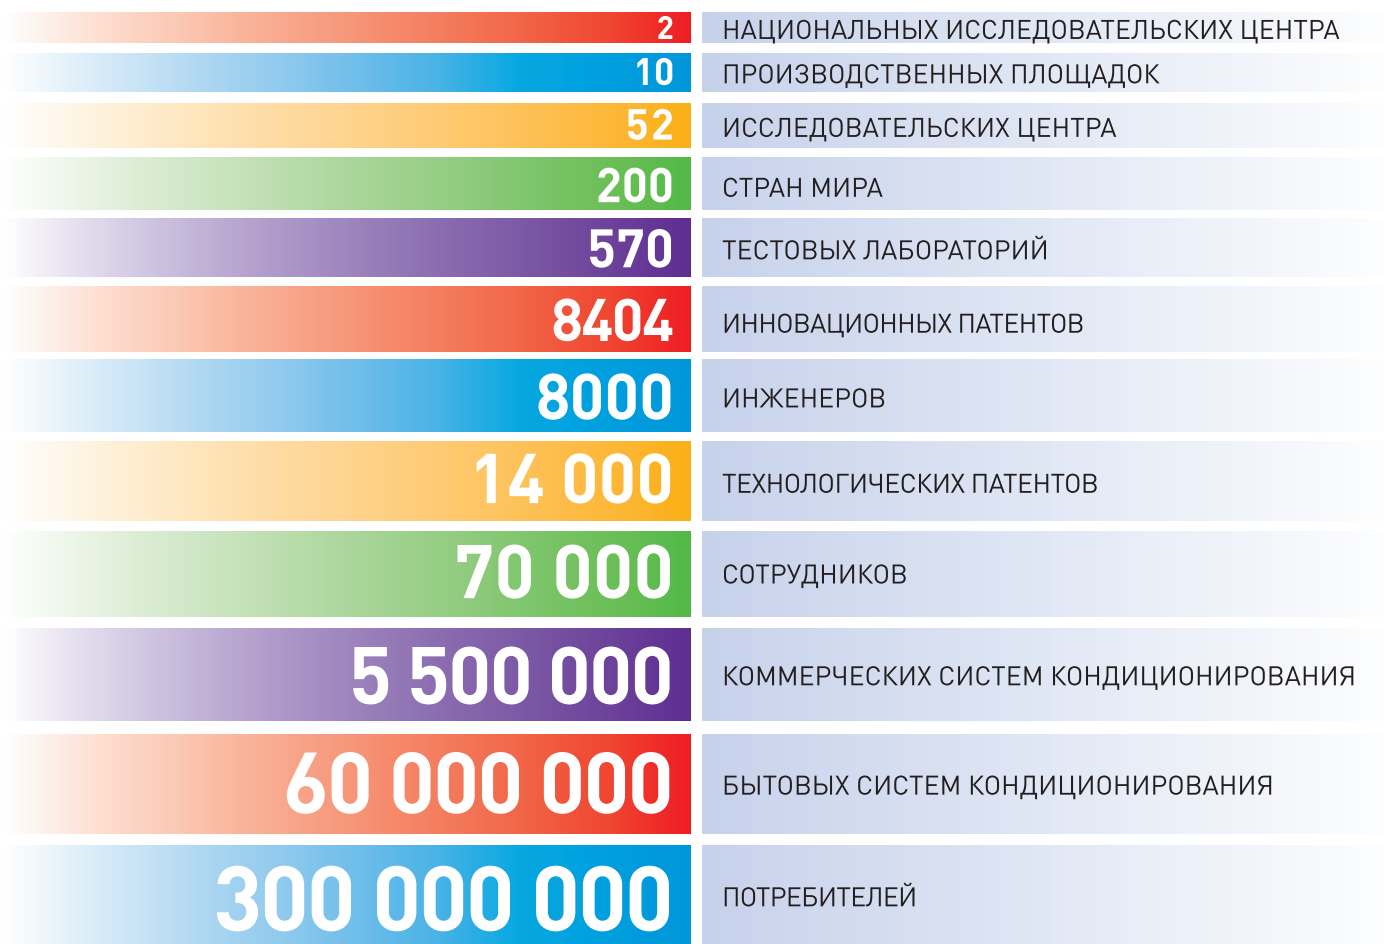 2 НАЦИОНАЛЬНЫХ ИССЛЕДОВАТЕЛЬСКИХ ЦЕНТРА
10 ПРОИЗВОДСТВЕННЫХ ПЛОЩАДОК
52 ИССЛЕДОВАТЕЛЬСКИХ ЦЕНТРА
200 СТРАН МИРА
570 ТЕСТОВЫХ ЛАБОРАТОРИЙ
8404 ИННОВАЦИОННЫХ ПАТЕНТОВ
8000 ИНЖЕНЕРОВ
14 000 ТЕХНОЛОГИЧЕСКИХ ПАТЕНТОВ
70 000 СОТРУДНИКОВ
5 500 000 КОММЕРЧЕСКИХ СИСТЕМ КОНДИЦИОНИРОВАНИЯ
60 000 000 БЫТОВЫХ СИСТЕМ КОНДИЦИОНИРОВАНИЯ
300 000 000 ПОТРЕБИТЕЛЕЙ